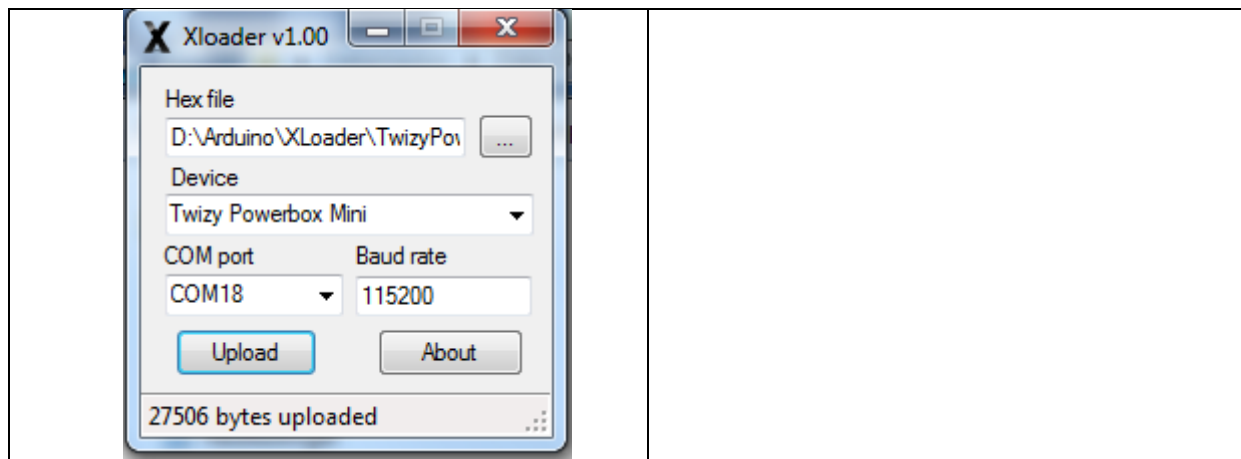 Xloader v1.00
Hex file
D:\Arduino\XLoader\TwizyPo
...
Device
Twizy Powerbox Mini
COM port Baud rate
COM18 115200
Upload About
27506 bytes uploaded